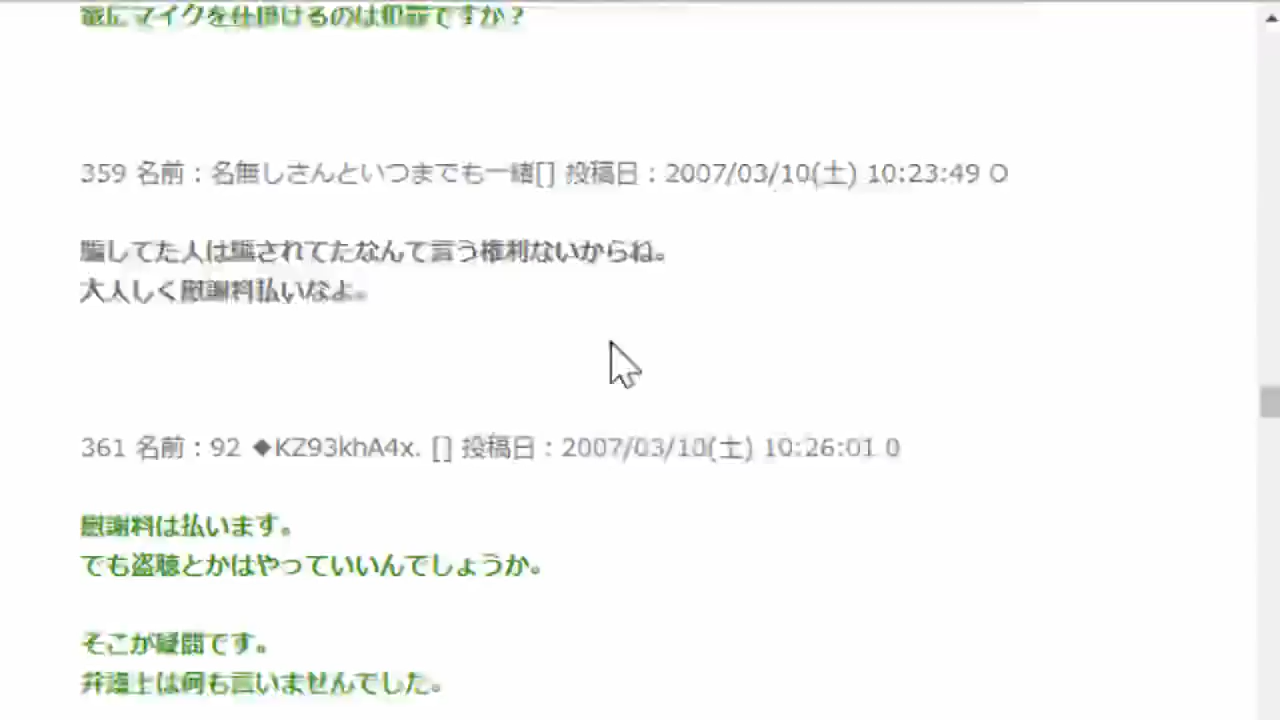 家にマイクを仕掛けるのは犯罪ですか？
359 名前：名無しさんといつまでも一緒[] 投稿日：2007/03/10(土) 10:23:49 O
騙してた人は騙されてたなんて言う権利ないからね。
大人しく慰謝料払いなよ。
361 名前：92 ◆KZ93khA4x. [] 投稿日：2007/03/10(土) 10:26:01 0
慰謝料は払います。
でも盗聴とかはやっていいんでしょうか。
そこが疑問です。
弁護士は何も言いませんでした。